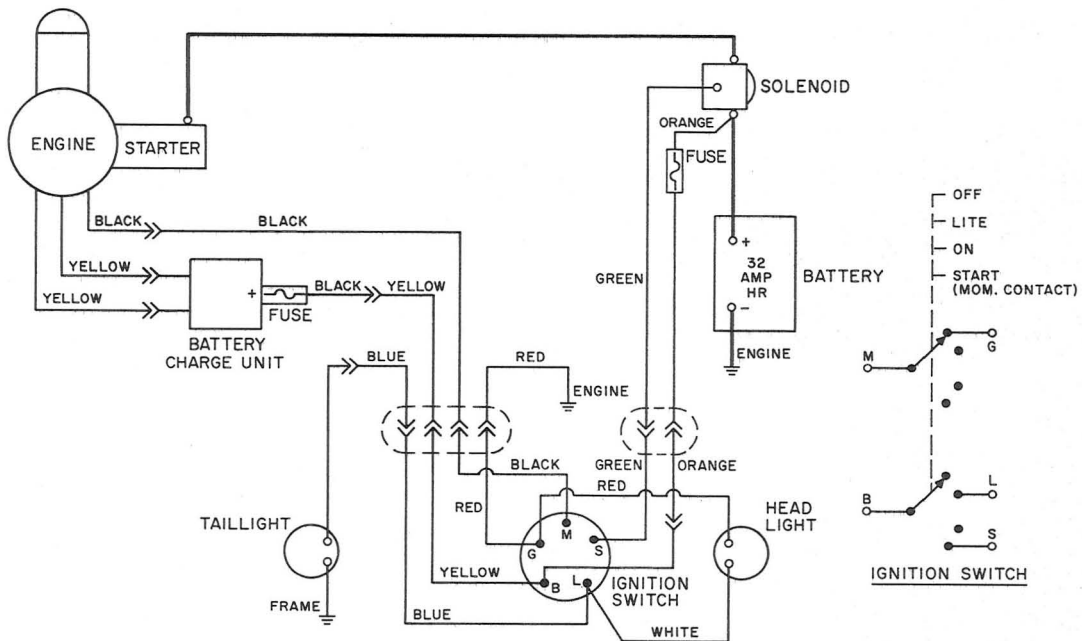 ENGINE
STARTER
SOLENOID
ORANGE
FUSE
BLACK
BLACK
YELLOW
YELLOW
+
BLACK
YELLOW
FUSE
BATTERY
CHARGE UNIT
GREEN
+
32
AMP
HR
-
BATTERY
ENGINE
OFF
LITE
ON
START
(MOM. CONTACT)
M
G
B
L
S
IGNITION SWITCH
BLUE
RED
ENGINE
BLACK
GREEN
ORANGE
RED
RED
TAILLIGHT
HEAD
LIGHT
M
S
G
B
L
YELLOW
IGNITION
SWITCH
FRAME
BLUE
WHITE